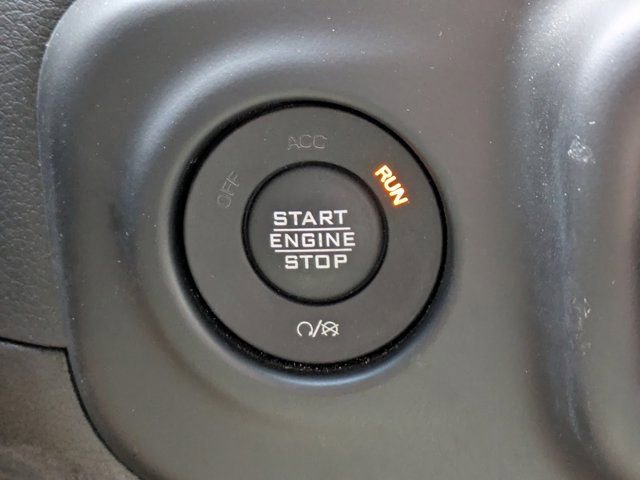 ACC
OFF
RUN
START
ENGINE
STOP